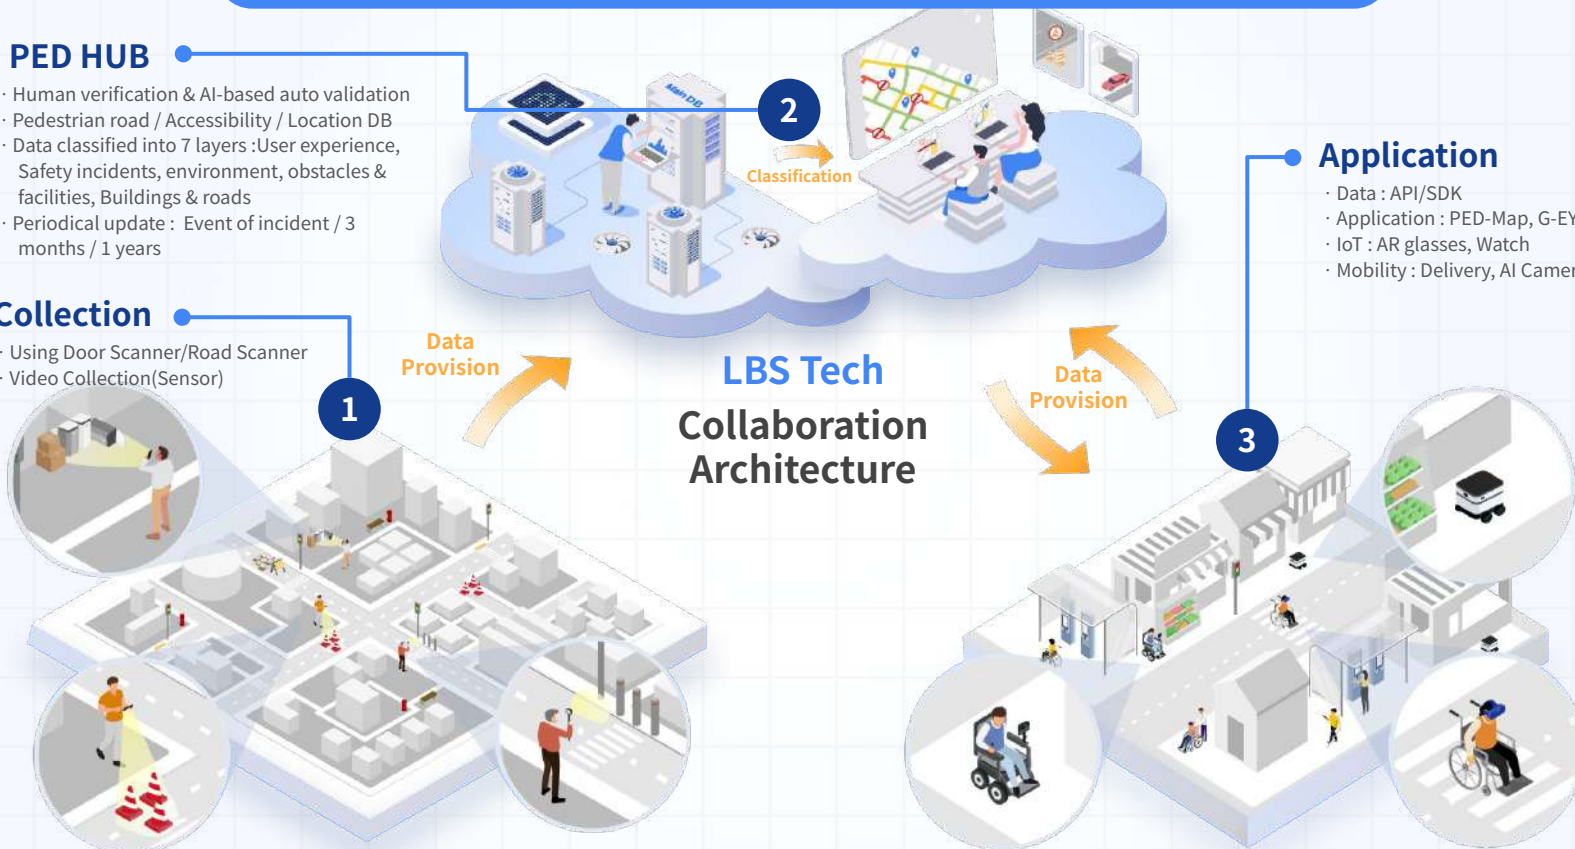 PED HUB
· Human verification & AI-based auto validation
· Pedestrian road / Accessibility / Location DB
· Data classified into 7 layers :User experience,
Safety incidents, environment, obstacles &
facilities, Buildings & roads
· Periodical update : Event of incident / 3
months / 1 years
Main DB
2
Classification
Application
· Data : API/SDK
· Application : PED-Map, G-EY
· IoT : AR glasses, Watch
· Mobility : Delivery, AI Camer
Collection
· Using Door Scanner/Road Scanner
· Video Collection(Sensor)
1
Data
Provision
LBS Tech
Collaboration
Architecture
Data
Provision
3